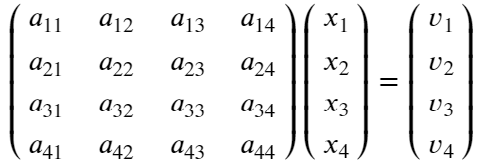 ( a₁₁ a₁₂ a₁₃ a₁₄ ) ( x₁ ) = ( v₁ )
( a₂₁ a₂₂ a₂₃ a₂₄ ) ( x₂ ) = ( v₂ )
( a₃₁ a₃₂ a₃₃ a₃₄ ) ( x₃ ) = ( v₃ )
( a₄₁ a₄₂ a₄₃ a₄₄ ) ( x₄ ) = ( v₄ )